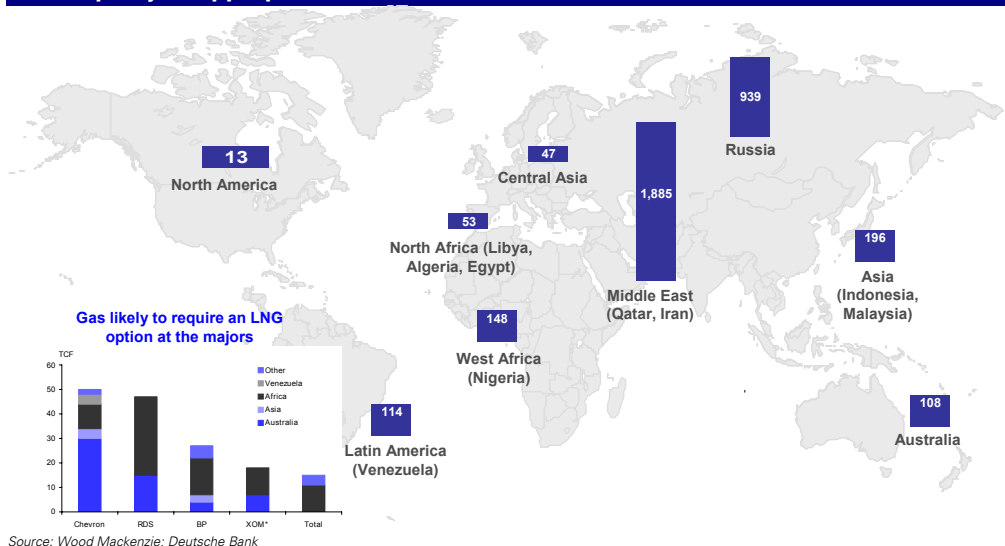 13
North America
47
Central Asia
939
Russia
1,885
Middle East
(Qatar, Iran)
53
North Africa (Libya,
Algeria, Egypt)
196
Asia
(Indonesia,
Malaysia)
148
West Africa
(Nigeria)
114
Latin America
(Venezuela)
108
Australia
Gas likely to require an LNG
option at the majors
TCF
60
50
40
30
20
10
0
Other
Venezuela
Africa
Asia
Australia
Chevron
RDS
BP
XOM*
Total
Source: Wood Mackenzie: Deutsche Bank